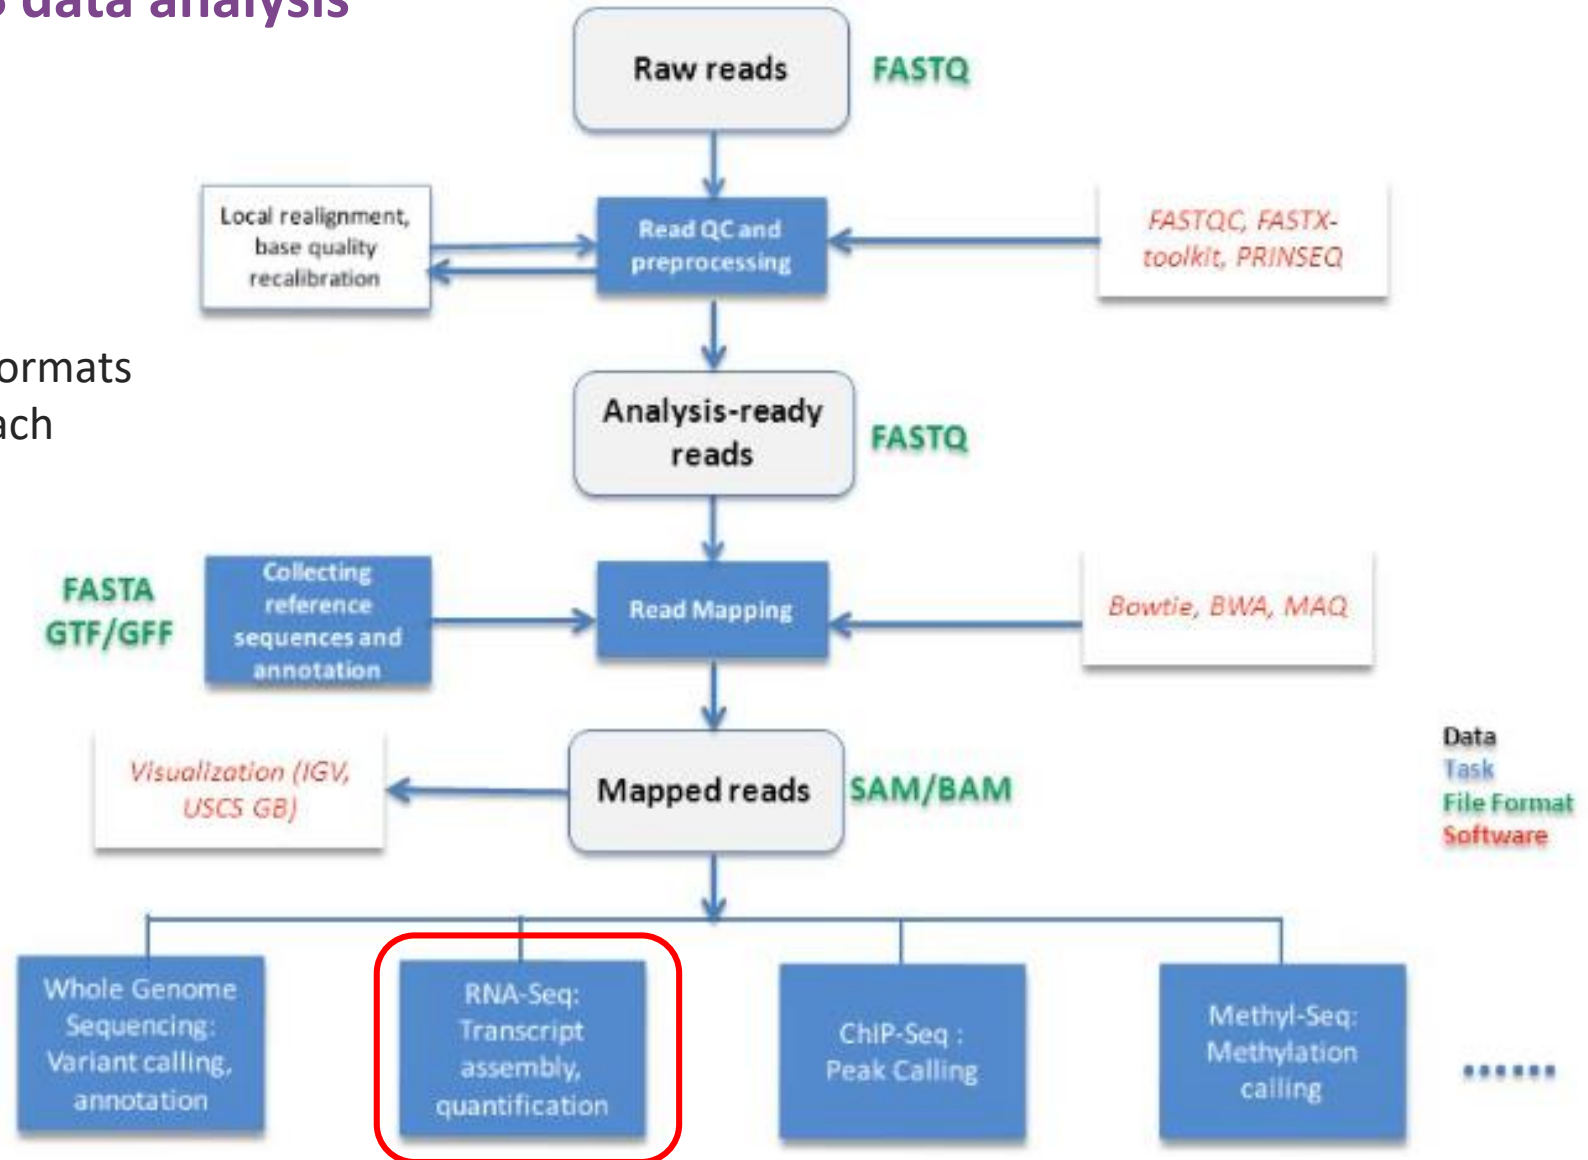 data analysis
Raw reads
FASTQ
Local realignment,
base quality
recalibration
Read QC and
preprocessing
FASTQC, FASTX-
toolkit, PRINSEQ
ormats
ach
Analysis-ready
reads
FASTQ
FASTA
GTF/GFF
Collecting
reference
sequences and
annotation
Read Mapping
Bowtie, BWA, MAQ
Visualization (IGV,
USCS GB)
Mapped reads
SAM/BAM
Data
Task
File Format
Software
Whole Genome
Sequencing:
Variant calling,
annotation
RNA-Seq:
Transcript
assembly,
quantification
ChIP-Seq :
Peak Calling
Methyl-Seq:
Methylation
calling
......